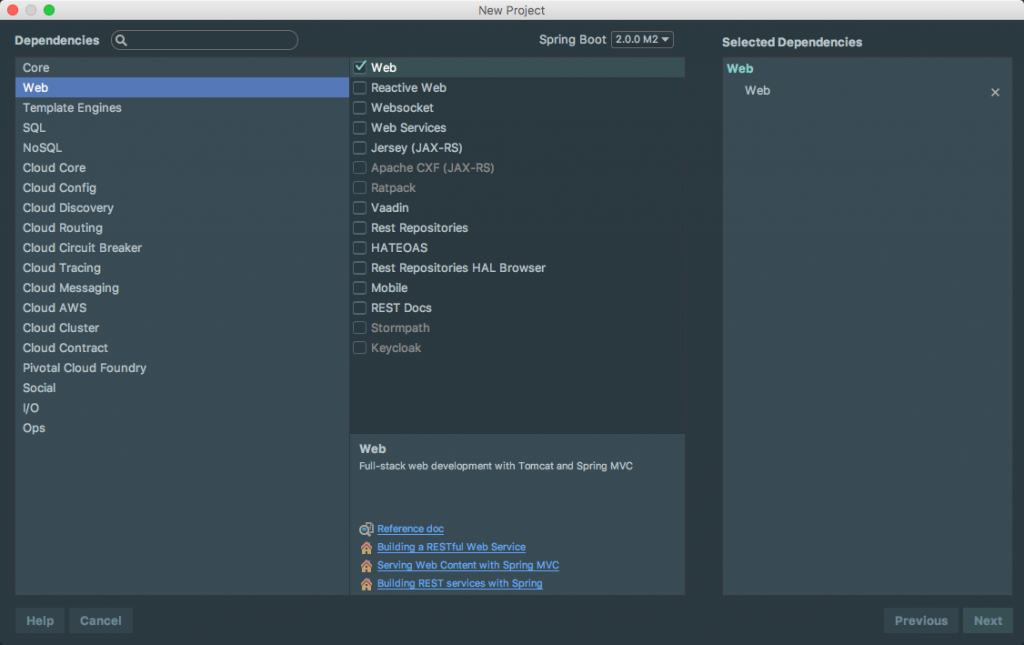 New Project
Dependencies
Spring Boot 2.0.0 M2
Selected Dependencies
Core
Web
Template Engines
SQL
NoSQL
Cloud Core
Cloud Config
Cloud Discovery
Cloud Routing
Cloud Circuit Breaker
Cloud Tracing
Cloud Messaging
Cloud AWS
Cloud Cluster
Cloud Contract
Pivotal Cloud Foundry
Social
I/O
Ops
Web
Reactive Web
Websocket
Web Services
Jersey (JAX-RS)
Apache CXF (JAX-RS)
Ratpack
Vaadin
Rest Repositories
HATEOAS
Rest Repositories HAL Browser
Mobile
REST Docs
Stormpath
Keycloak
Web
Full-stack web development with Tomcat and Spring MVC
Reference doc
Building a RESTful Web Service
Serving Web Content with Spring MVC
Building REST services with Spring
Web
Web
Help
Cancel
Previous
Next